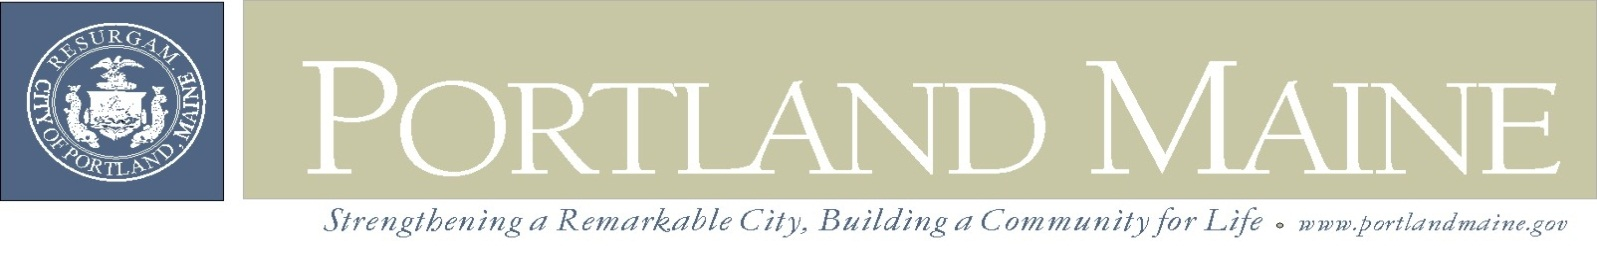 RESURGAM.
CITY OF PORTLAND, MAINE
PORTLAND MAINE
Strengthening a Remarkable City, Building a Community for Life • www.portlandmaine.gov